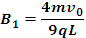 B₁ = 4mv₀ / 9qL